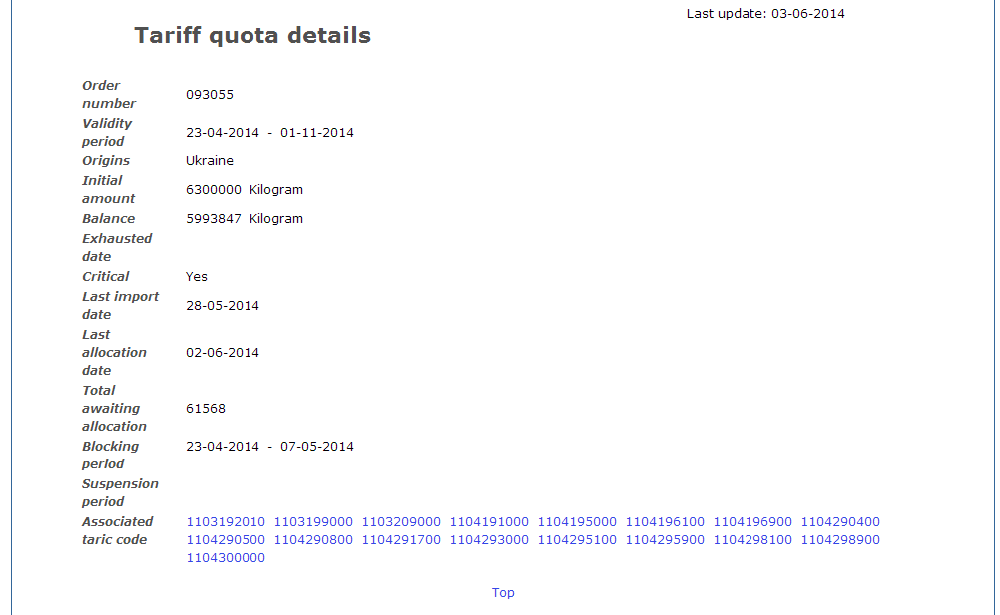 Last update: 03-06-2014
Tariff quota details
Order number 093055
Validity period 23-04-2014 - 01-11-2014
Origins Ukraine
Initial amount 6300000 Kilogram
Balance 5993847 Kilogram
Exhausted date
Critical Yes
Last import date 28-05-2014
Last allocation date 02-06-2014
Total awaiting allocation 61568
Blocking period 23-04-2014 - 07-05-2014
Suspension period
Associated taric code
1103192010 1103199000 1103209000 1104191000 1104195000 1104196100 1104196900 1104290400
1104290500 1104290800 1104291700 1104293000 1104295100 1104295900 1104298100 1104298900
1104300000
Top